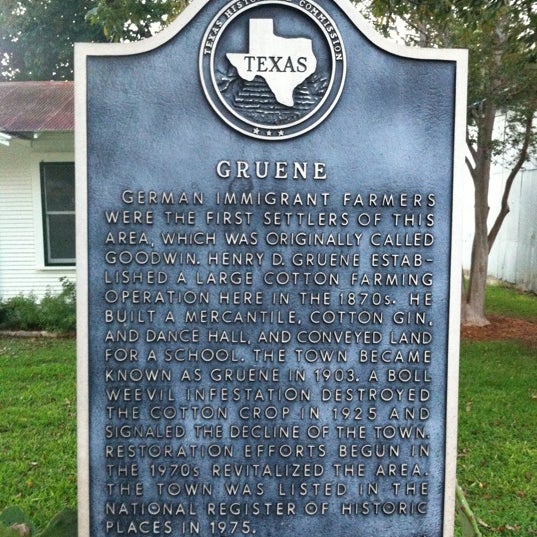 TEXAS HISTORICAL COMMISSION
TEXAS
GRUENE
GERMAN IMMIGRANT FARMERS
WERE THE FIRST SETTLERS OF THIS
AREA, WHICH WAS ORIGINALLY CALLED
GOODWIN. HENRY D. GRUENE ESTAB-
LISHED A LARGE COTTON FARMING
OPERATION HERE IN THE 1870s. HE
BUILT A MERCANTILE, COTTON GIN,
AND DANCE HALL, AND CONVEYED LAND
FOR A SCHOOL. THE TOWN BECAME
KNOWN AS GRUENE IN 1903. A BOLL
WEEVIL INFESTATION DESTROYED
THE COTTON CROP IN 1925 AND
SIGNALED THE DECLINE OF THE TOWN.
RESTORATION EFFORTS BEGUN IN
THE 1970s REVITALIZED THE AREA.
THE TOWN WAS LISTED IN THE
NATIONAL REGISTER OF HISTORIC
PLACES IN 1975.